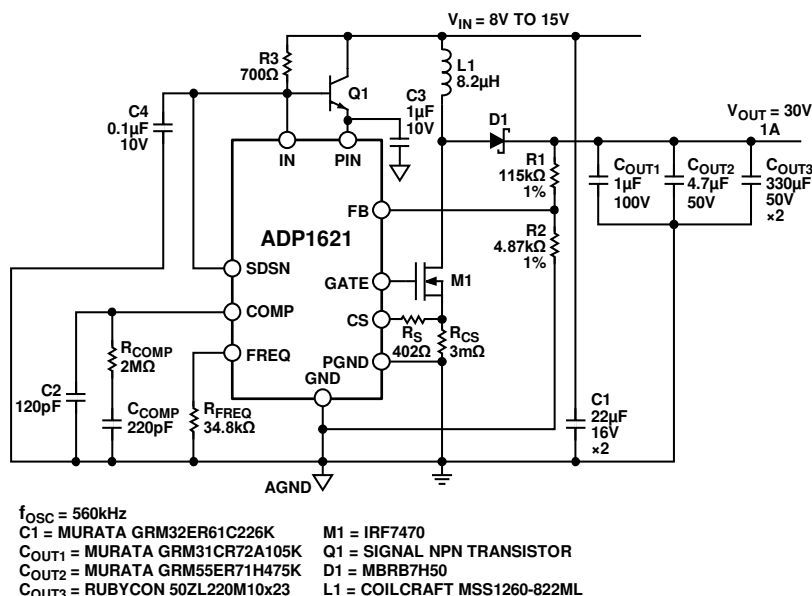 VIN = 8V TO 15V
R3
700Ω
L1
8.2µH
Q1
C3
1µF
10V
C4
0.1µF
10V
D1
VOUT = 30V
1A
IN
PIN
R1
115kΩ
1%
COUT1
1µF
100V
COUT2
4.7µF
50V
COUT3
330µF
50V
×2
FB
ADP1621
R2
4.87kΩ
1%
SDSN
GATE
M1
COMP
CS
RS
402Ω
RCS
3mΩ
RCOMP
2MΩ
FREQ
PGND
GND
C2
120pF
CCOMP
220pF
RFREQ
34.8kΩ
C1
22µF
16V
×2
AGND
fOSC = 560kHz
C1 = MURATA GRM32ER61C226K
COUT1 = MURATA GRM31CR72A105K
COUT2 = MURATA GRM55ER71H475K
COUT3 = RUBYCON 50ZL220M10x23
M1 = IRF7470
Q1 = SIGNAL NPN TRANSISTOR
D1 = MBRB7H50
L1 = COILCRAFT MSS1260-822ML